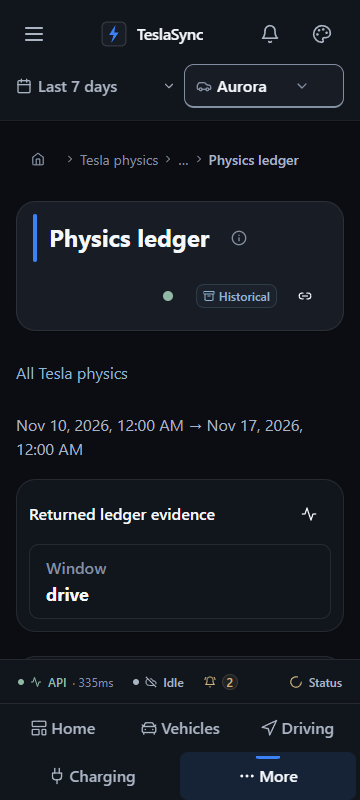 TeslaSync
Last 7 days
Aurora
Tesla physics
...
Physics ledger
Physics ledger
Historical
All Tesla physics
Nov 10, 2026, 12:00 AM → Nov 17, 2026,
12:00 AM
Returned ledger evidence
Window
drive
API · 335ms
Idle
2
Status
Home
Vehicles
Driving
Charging
More